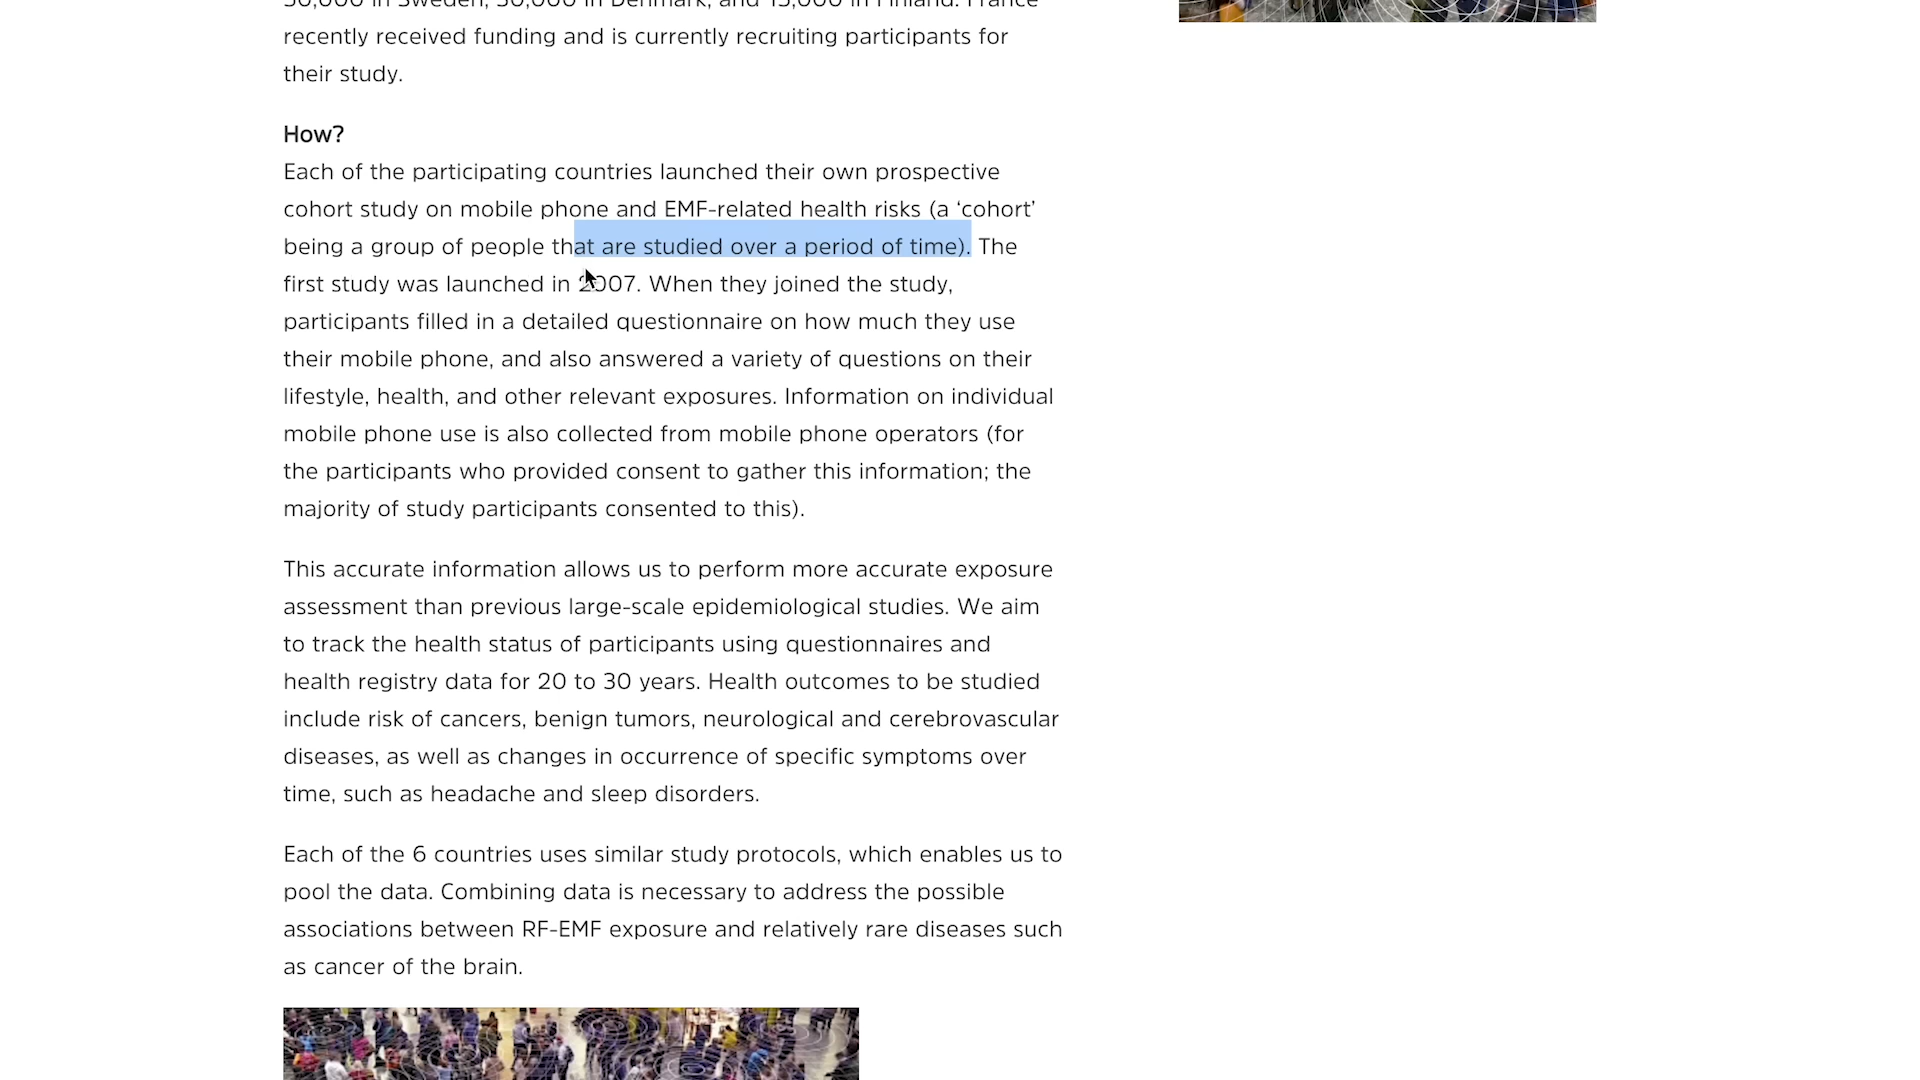 30,000 in Sweden, 50,000 in Denmark, and 15,000 in Finland. France
recently received funding and is currently recruiting participants for
their study.
How?
Each of the participating countries launched their own prospective
cohort study on mobile phone and EMF-related health risks (a ‘cohort’
being a group of people that are studied over a period of time). The
first study was launched in 2007. When they joined the study,
participants filled in a detailed questionnaire on how much they use
their mobile phone, and also answered a variety of questions on their
lifestyle, health, and other relevant exposures. Information on individual
mobile phone use is also collected from mobile phone operators (for
the participants who provided consent to gather this information; the
majority of study participants consented to this).
This accurate information allows us to perform more accurate exposure
assessment than previous large-scale epidemiological studies. We aim
to track the health status of participants using questionnaires and
health registry data for 20 to 30 years. Health outcomes to be studied
include risk of cancers, benign tumors, neurological and cerebrovascular
diseases, as well as changes in occurrence of specific symptoms over
time, such as headache and sleep disorders.
Each of the 6 countries uses similar study protocols, which enables us to
pool the data. Combining data is necessary to address the possible
associations between RF-EMF exposure and relatively rare diseases such
as cancer of the brain.